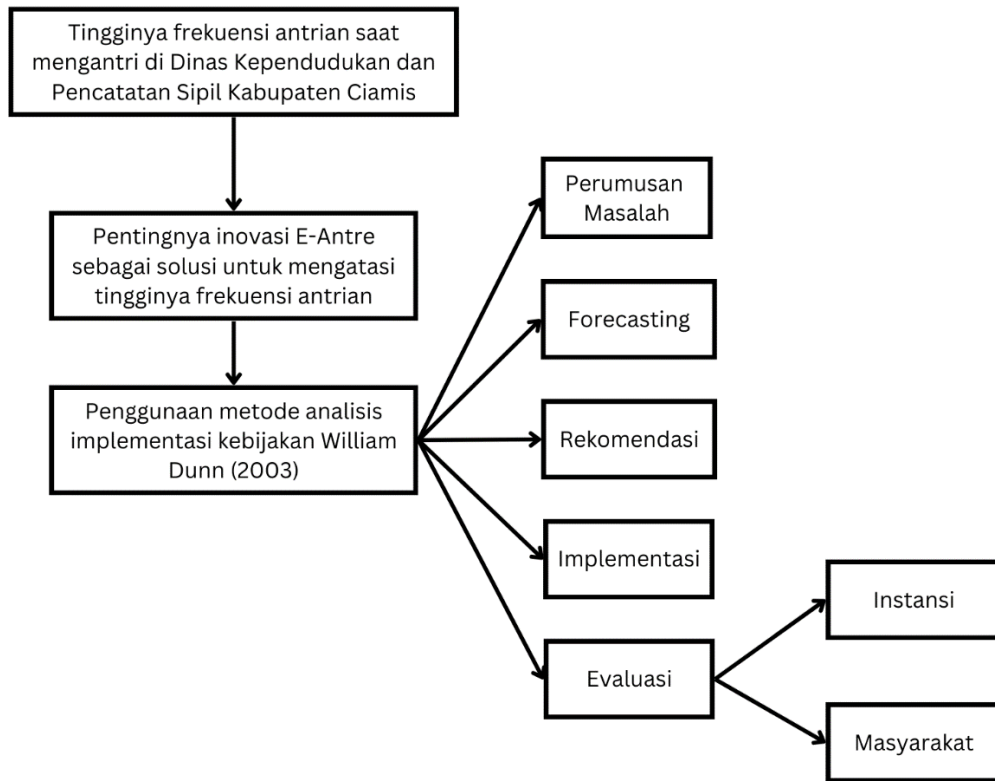 Tingginya frekuensi antrian saat
mengantri di Dinas Kependudukan dan
Pencatatan Sipil Kabupaten Ciamis
Pentingnya inovasi E-Antre
sebagai solusi untuk mengatasi
tingginya frekuensi antrian
Penggunaan metode analisis
implementasi kebijakan William
Dunn (2003)
Perumusan
Masalah
Forecasting
Rekomendasi
Implementasi
Evaluasi
Instansi
Masyarakat